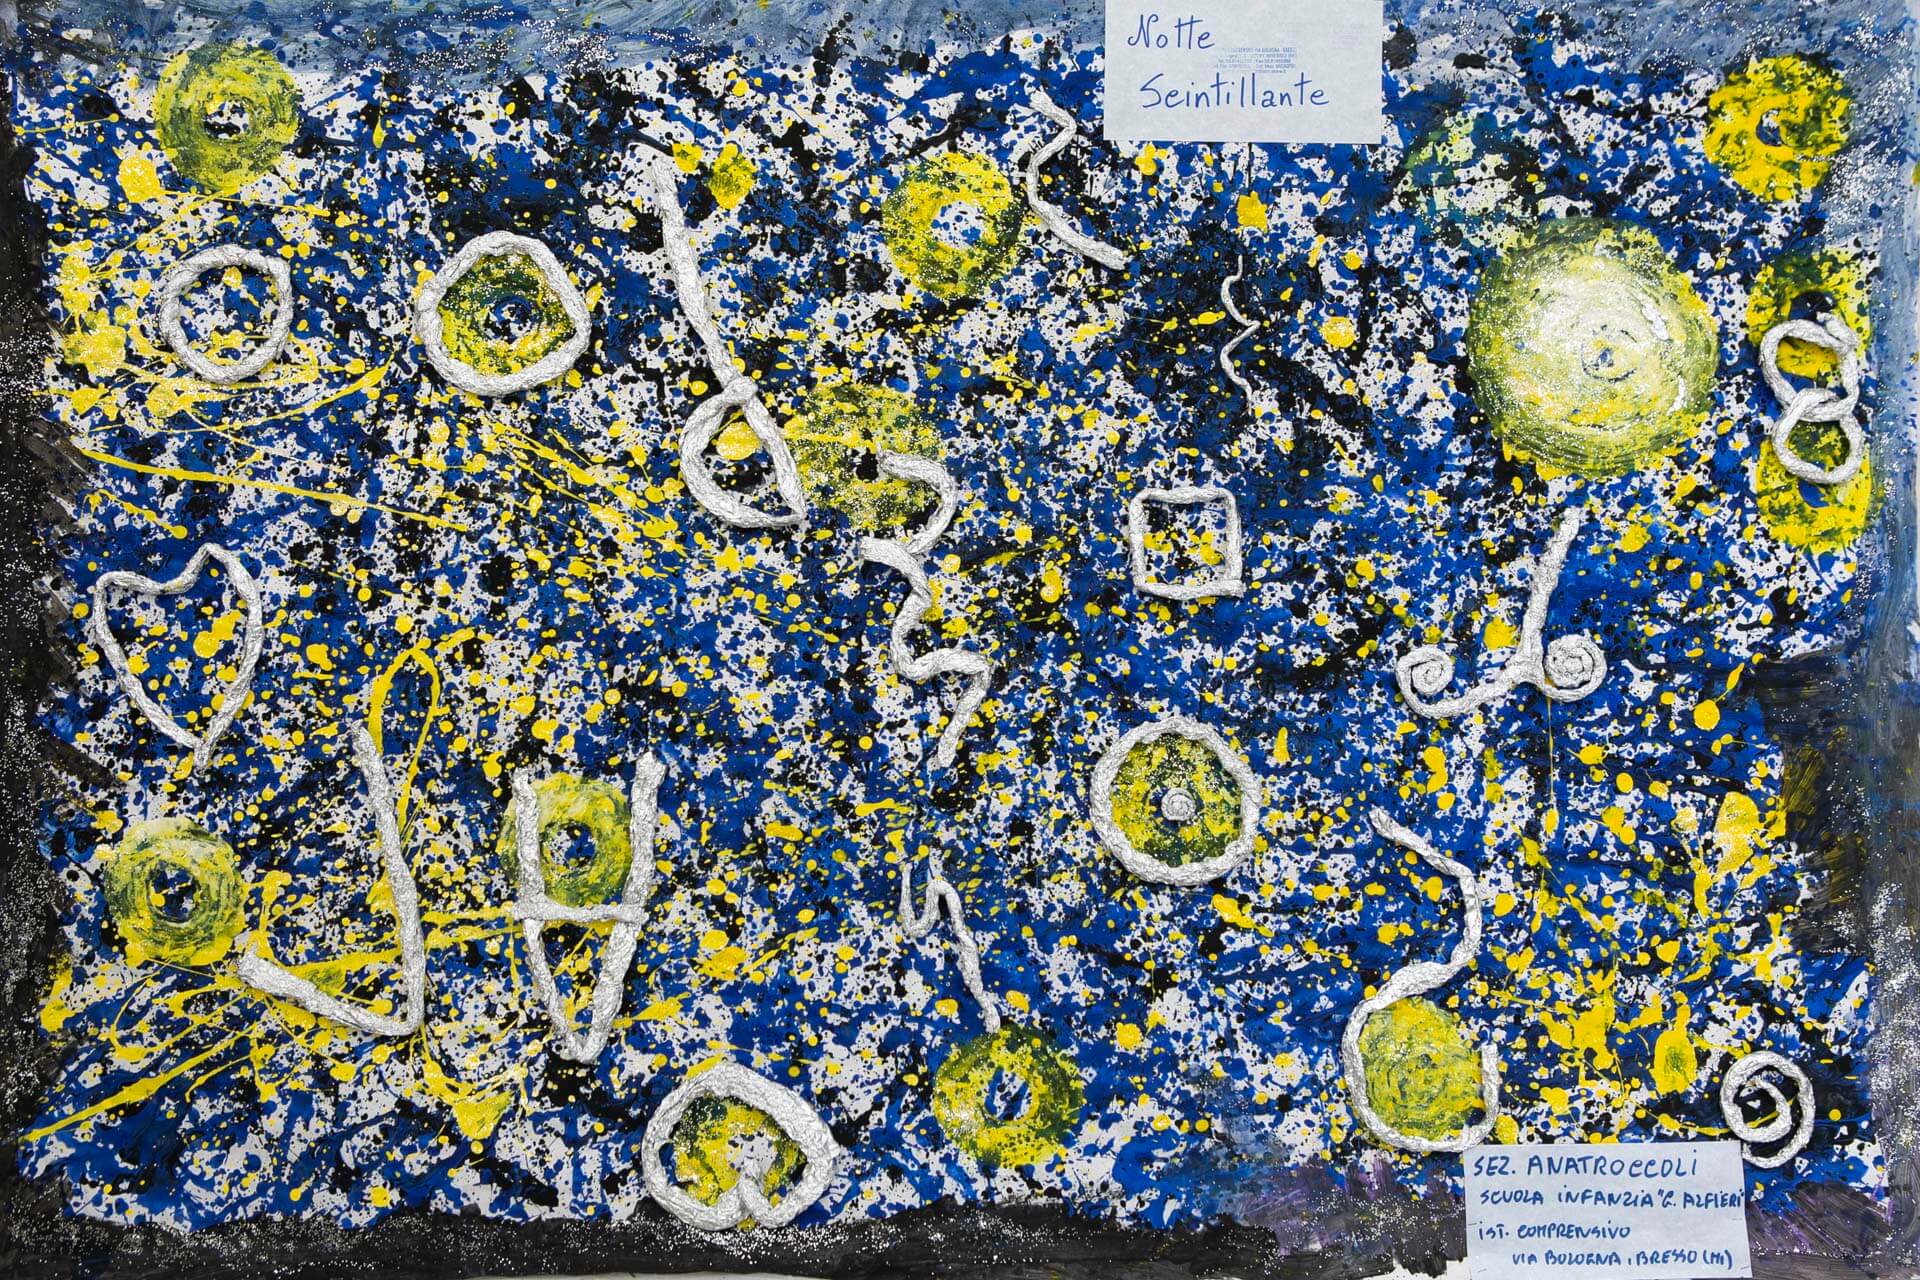 Notte
Scintillante
SEZ. ANATROCCOLI
SCUOLA INFANZIA "C. ALFIERI
IST. COMPRENSIVO
VIA BOLOGNA, BRESSO (MI)